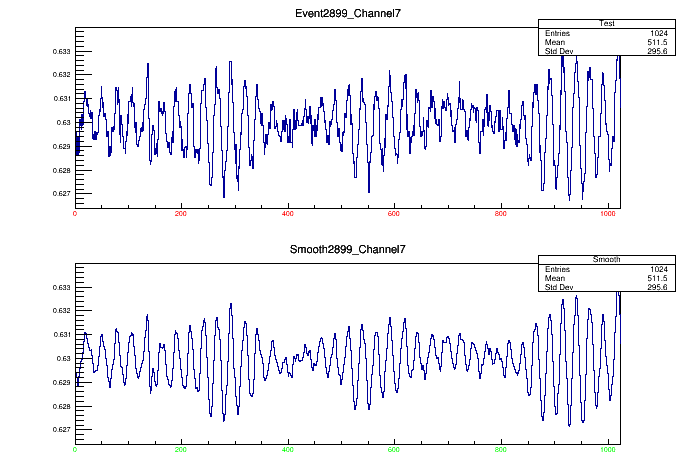 Event2899_Channel7
Test
Entries 1024
Mean 511.5
Std Dev 295.6
0.633
0.632
0.631
0.63
0.629
0.628
0.627
0 200 400 600 800 1000
Smooth2899_Channel7
Smooth
Entries 1024
Mean 511.5
Std Dev 295.6
0.633
0.632
0.631
0.63
0.629
0.628
0.627
0 200 400 600 800 1000